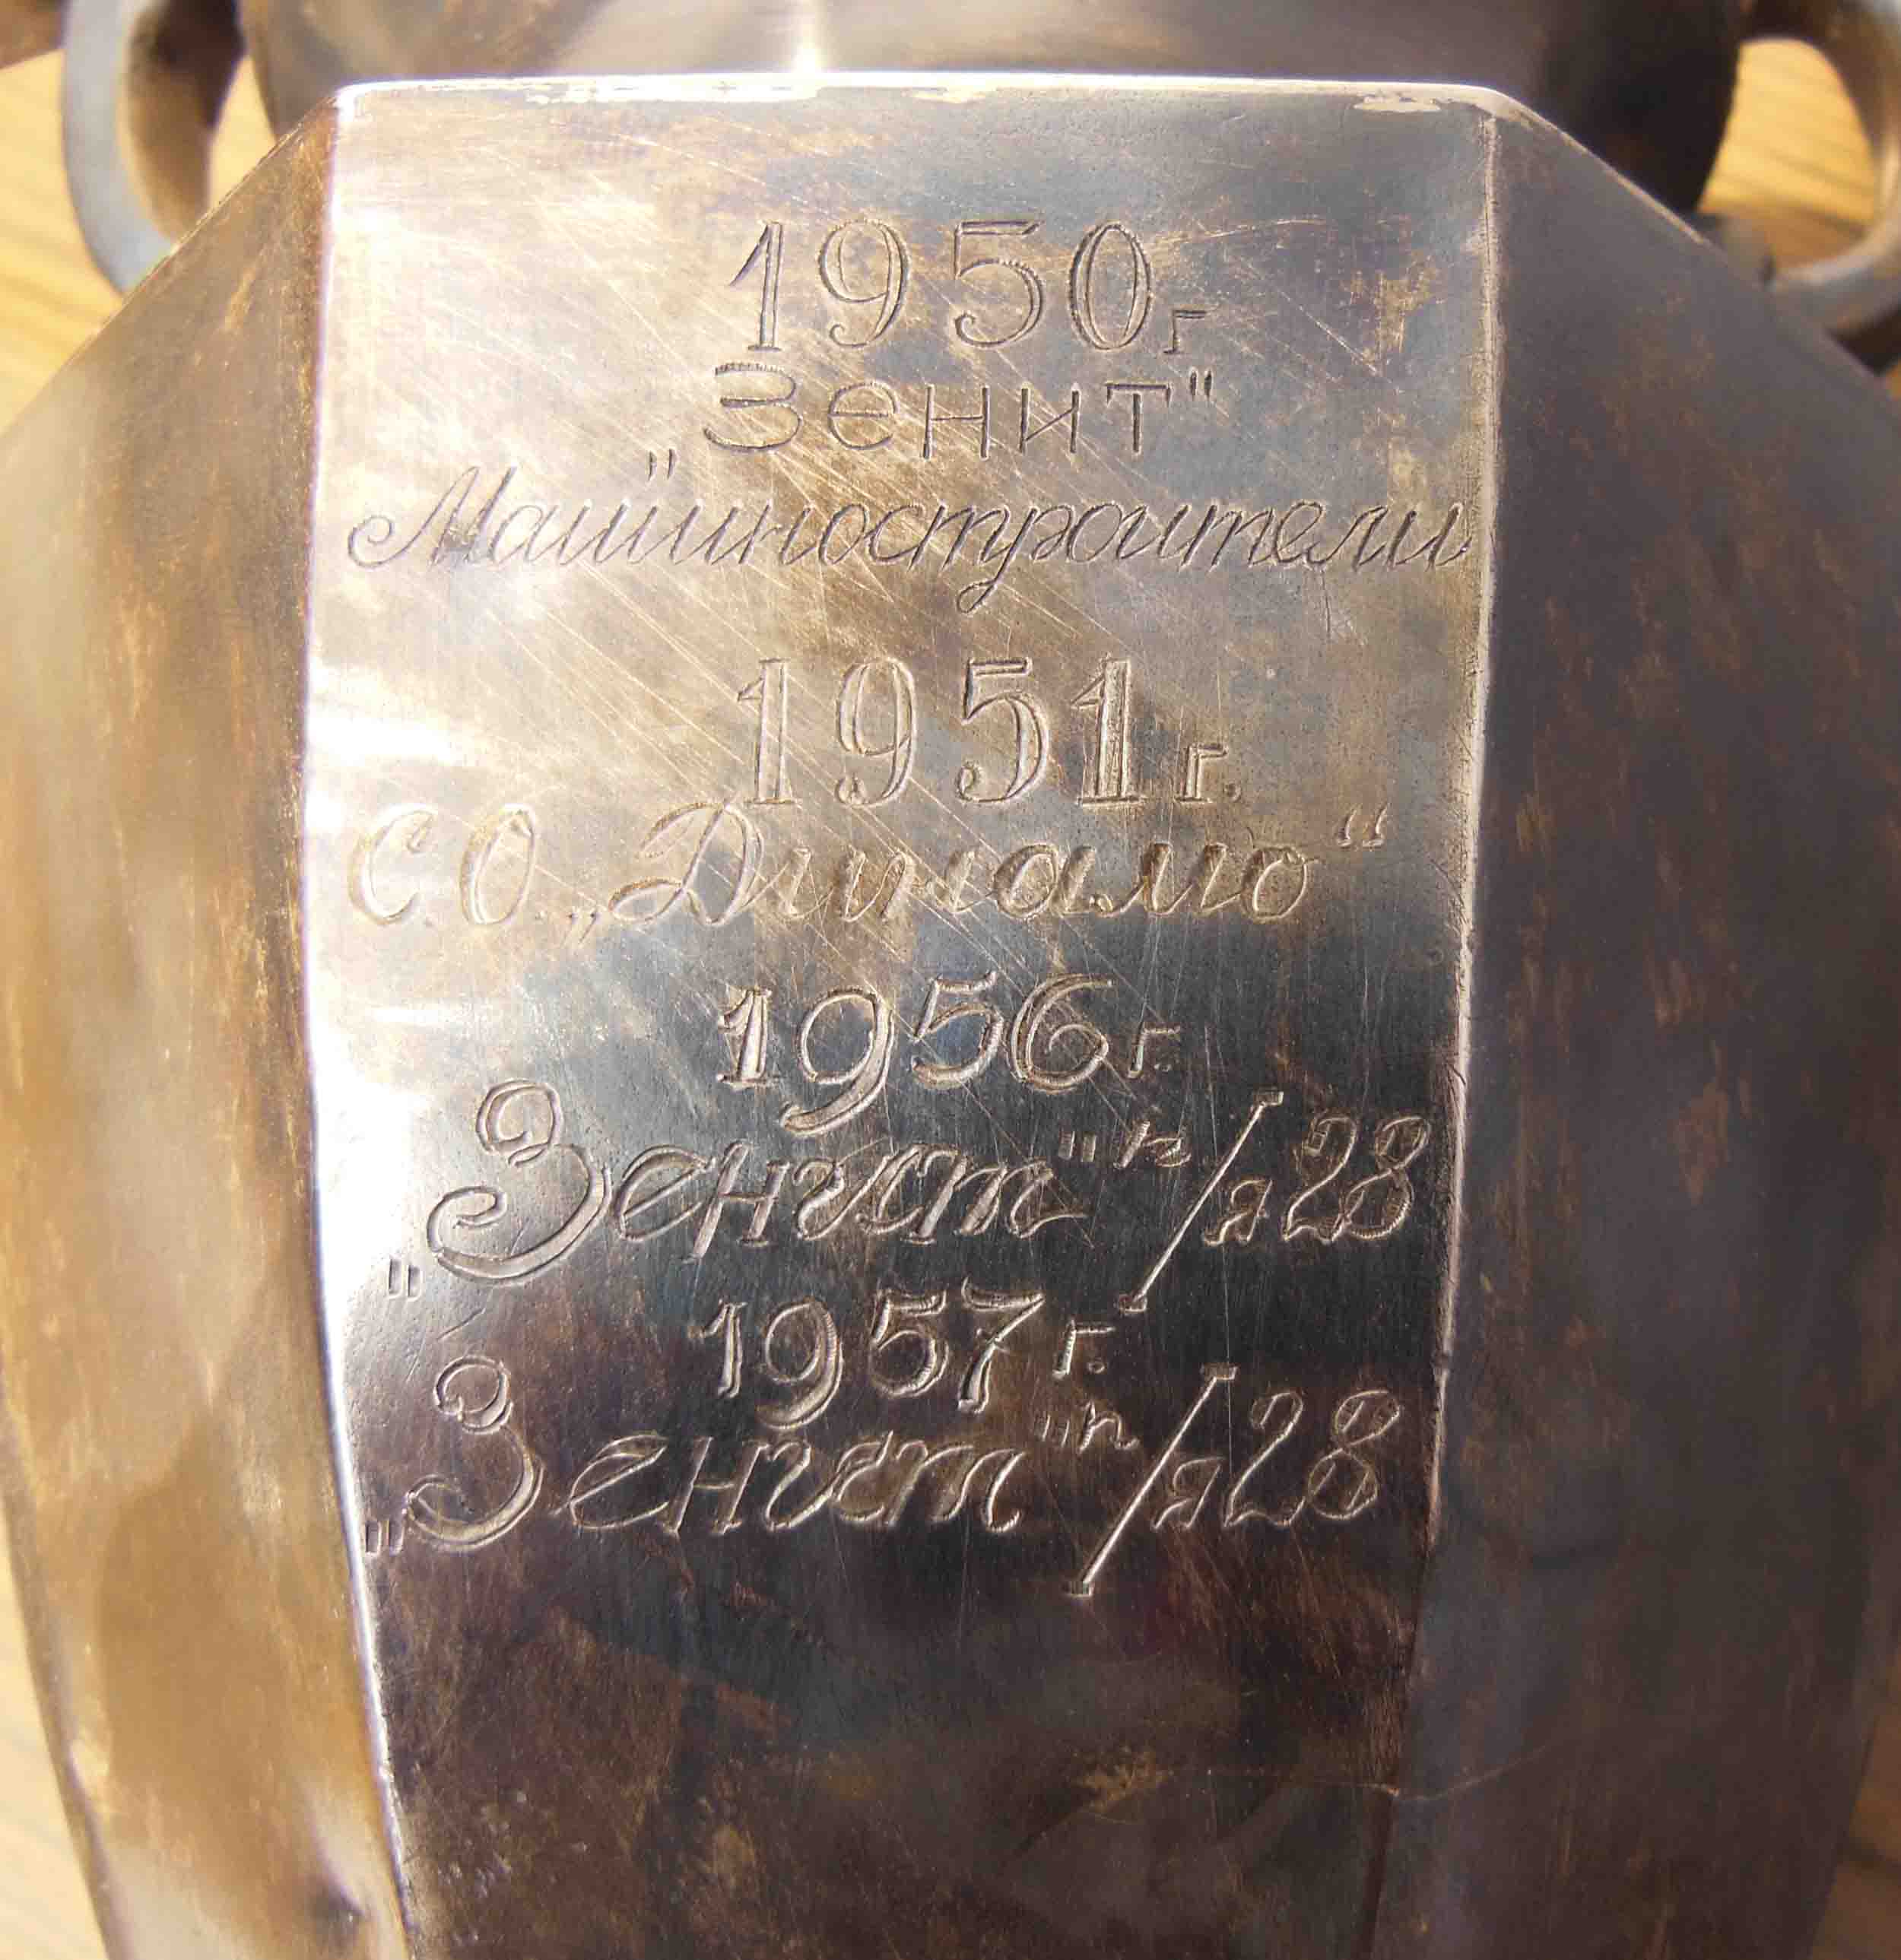 1950г
"Зенит"
"Машиностроители
1951г.
С.О. „Динамо“
1956г.
„Зенит" п/я 28
1957г.
„Зенит" п/я 28